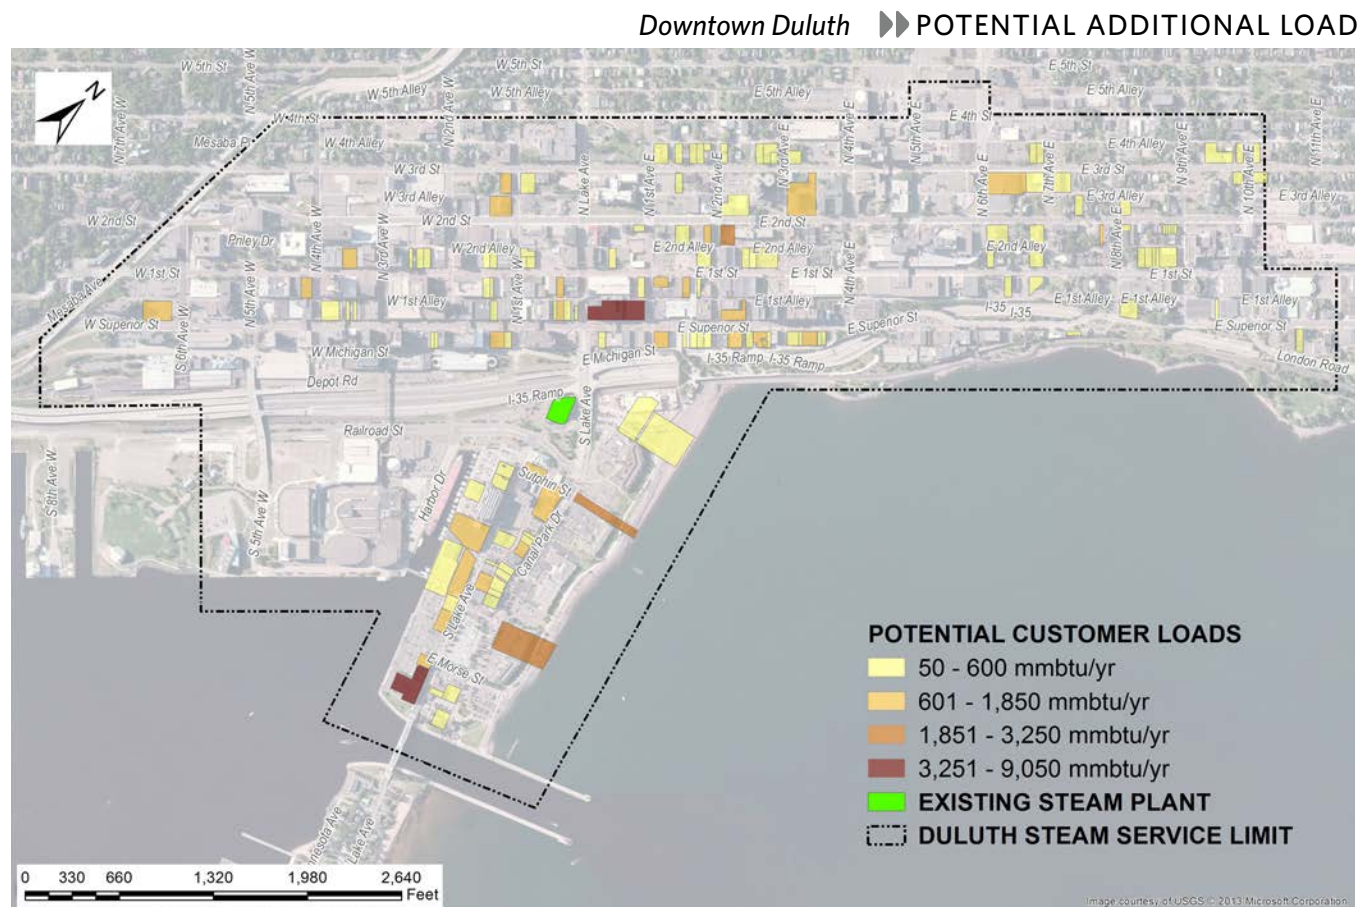 Downtown Duluth POTENTIAL ADDITIONAL LOAD
N
W 5th St
W 5th St
E 5th St
W 5th Alley
W 5th Alley
E 5th Alley
E 5th Alley
N 7th Ave W
N 5th Ave W
N 2nd Ave W
W 4th St
E 4th St
Mesaba Pl
W 4th Alley
E 4th Alley
E 4th Alley
N Lake Ave
N 1st Ave E
N 2nd Ave E
N 3rd Ave E
N 4th Ave E
N 5th Ave E
N 6th Ave E
N 7th Ave E
N 9th Ave E
N 10th Ave E
N 11th Ave E
W 3rd St
E 3rd St
W 3rd Alley
E 3rd Alley
E 3rd Alley
W 2nd St
W 2nd St
E 2nd St
Priley Dr
N 4th Ave W
N 3rd Ave W
W 2nd Alley
E 2nd Alley
E 2nd Alley
E 2nd Alley
N 8th Ave E
W 1st St
E 1st St
E 1st St
E 1st St
Mesaba Ave
N 5th Ave W
N 1st Ave W
N 4th Ave E
W 1st Alley
E 1st Alley
E 1st Alley
E 1st Alley
E 1st Alley
I-35
I-35
W Superior St
E Superior St
E Superior St
E Superior St
S 6th Ave W
W Michigan St
E Michigan St
I-35 Ramp
I-35 Ramp
London Road
Depot Rd
I-35 Ramp
S Lake Ave
Railroad St
S 8th Ave W
S 5th Ave W
Harbor Dr
Sutphin St
Canal Park Dr
S Lake Ave
E Morse St
Lake Ave
POTENTIAL CUSTOMER LOADS
50 - 600 mmbtu/yr
601 - 1,850 mmbtu/yr
1,851 - 3,250 mmbtu/yr
3,251 - 9,050 mmbtu/yr
EXISTING STEAM PLANT
DULUTH STEAM SERVICE LIMIT
0 330 660 1,320 1,980 2,640
Feet
Image courtesy of USGS © 2013 Microsoft Corporation